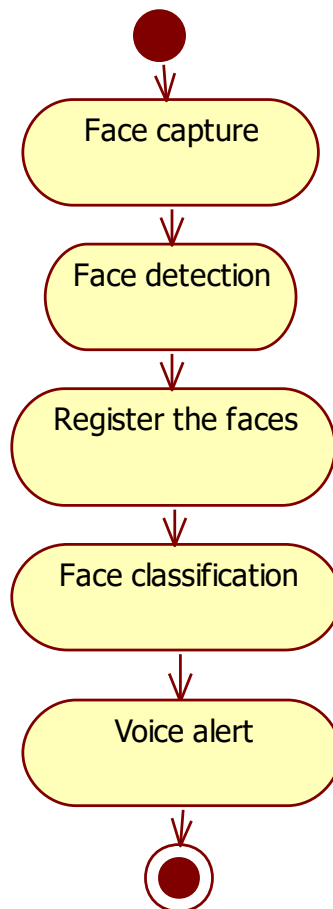 Face capture
Face detection
Register the faces
Face classification
Voice alert